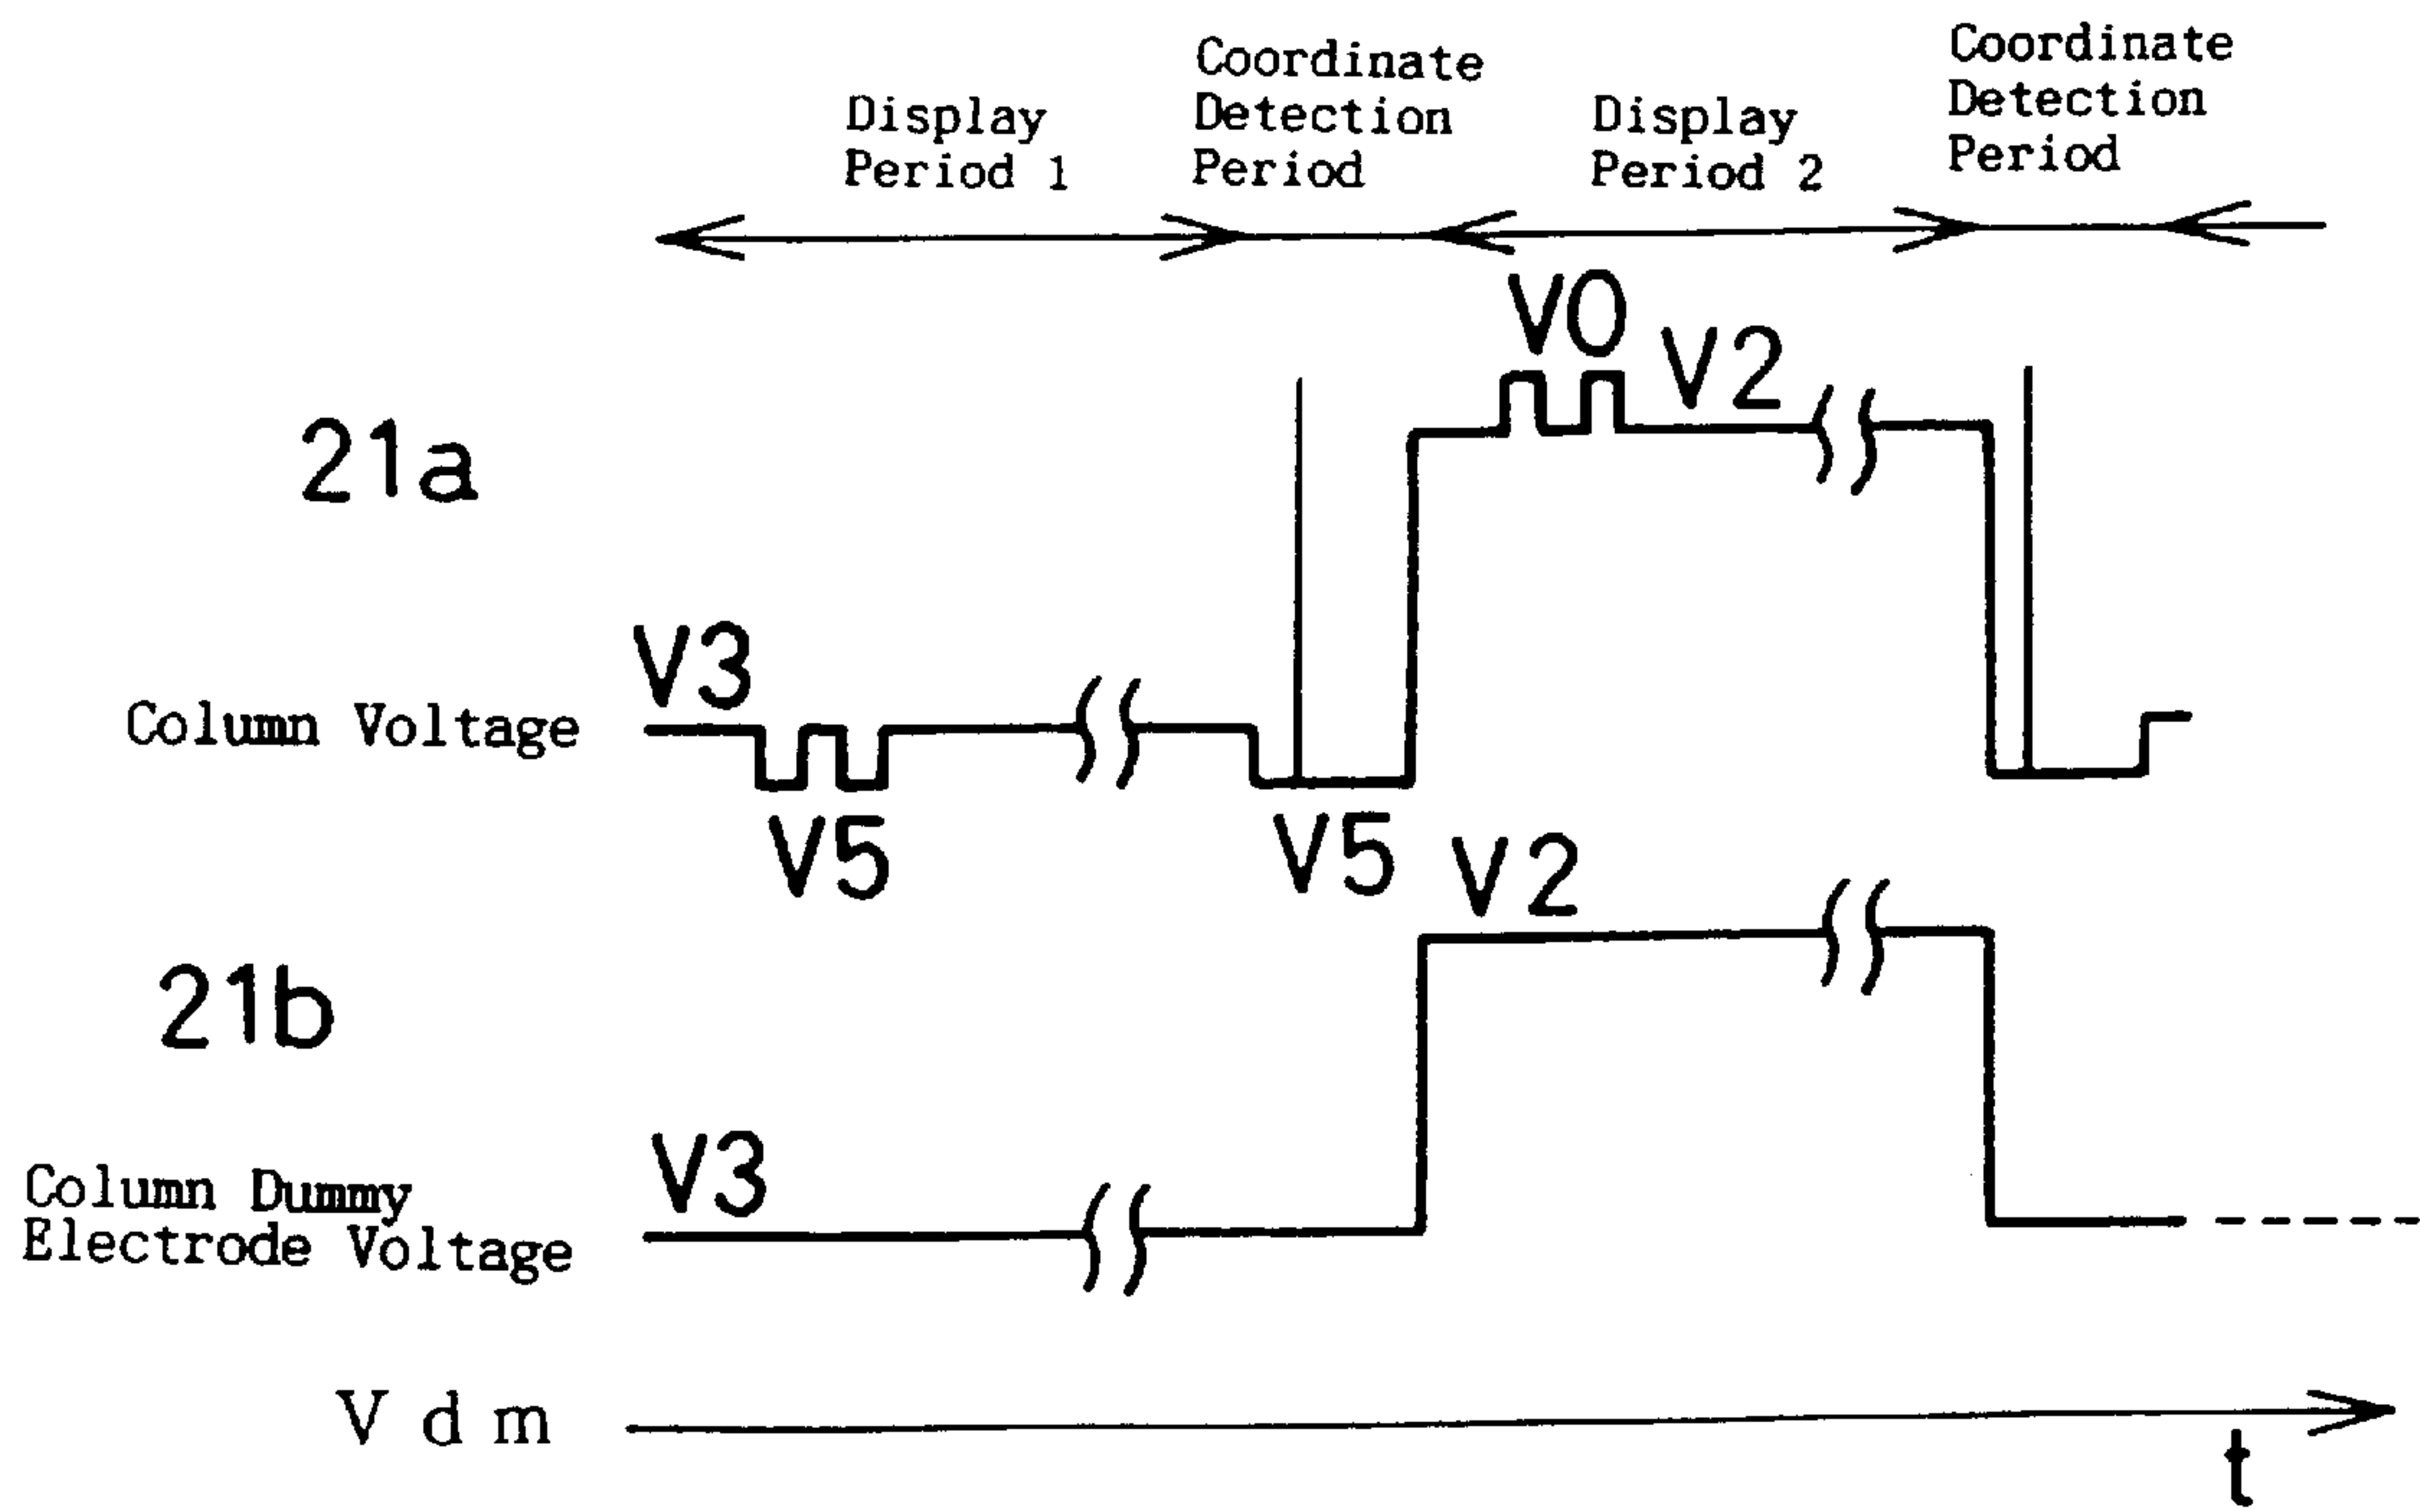 Display
Period 1
Coordinate
Detection
Period
Display
Period 2
Coordinate
Detection
Period
21a
V0
V2
V3
Column Voltage
V5
V5
21b
V2
V3
Column Dummy
Electrode Voltage
Vdm
t